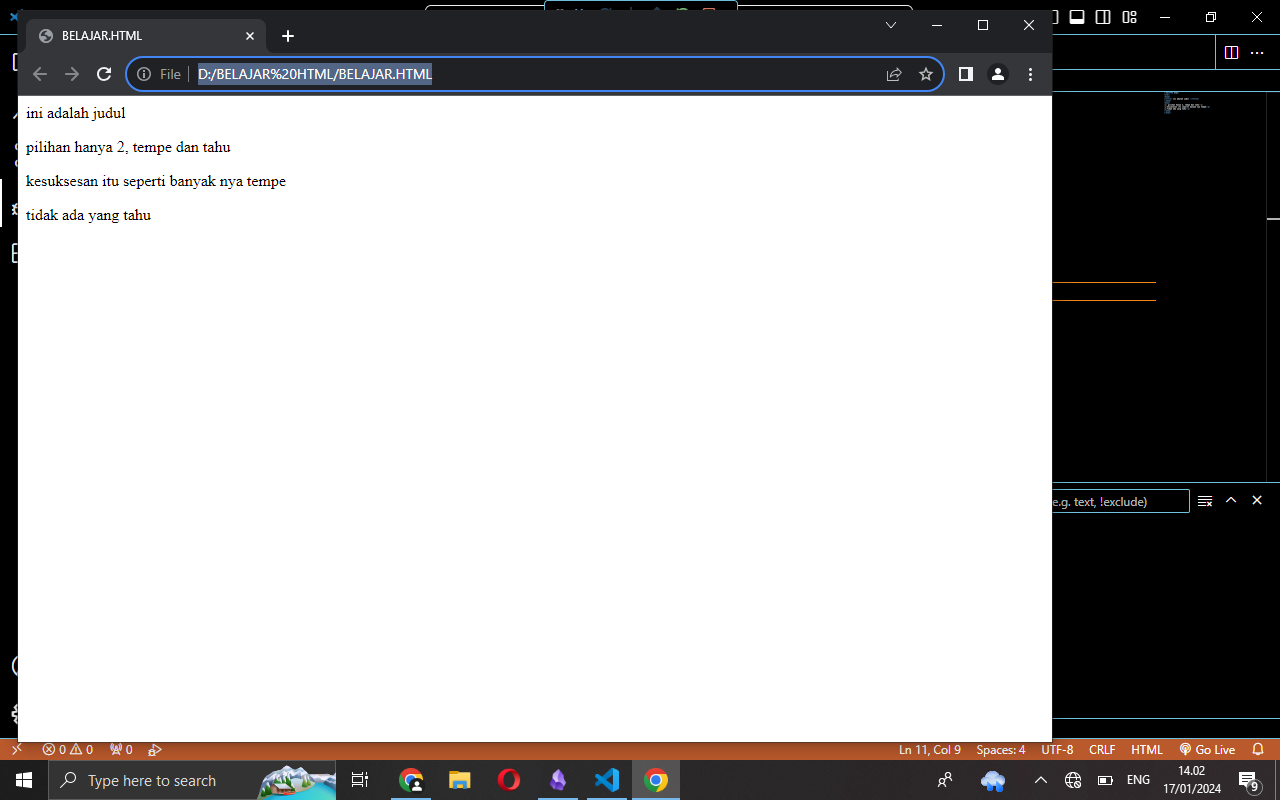 BELAJAR.HTML
File D:/BELAJAR%20HTML/BELAJAR.HTML
ini adalah judul
pilihan hanya 2, tempe dan tahu
kesuksesan itu seperti banyak nya tempe
tidak ada yang tahu
e.g. text, !exclude)
0 0 0 Ln 11, Col 9 Spaces: 4 UTF-8 CRLF HTML Go Live
Type here to search ENG 14.02
17/01/2024 9